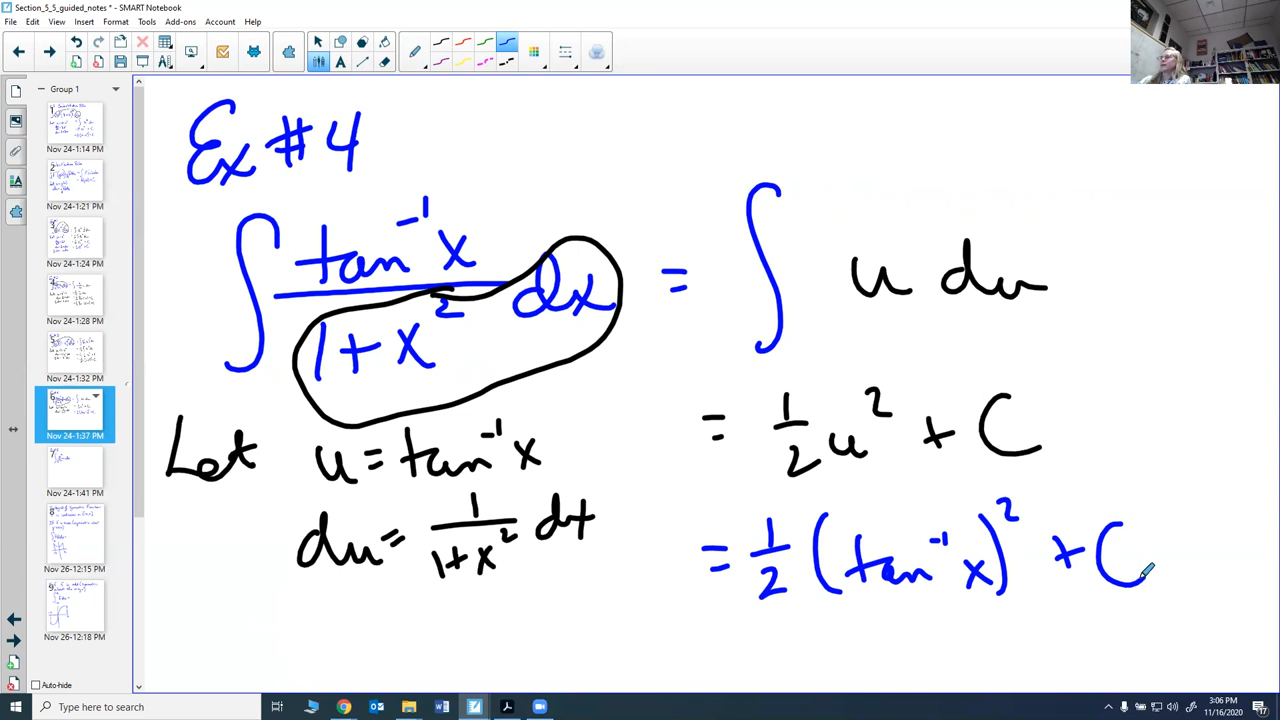 Section_5_5_guided_notes * - SMART Notebook
File Edit View Insert Format Tools Add-ons Account Help
Group 1
Nov 24-1:14 PM
Nov 24-1:21 PM
Nov 24-1:24 PM
Nov 24-1:28 PM
Nov 24-1:32 PM
Nov 24-1:37 PM
Nov 24-1:41 PM
Nov 26-12:15 PM
Nov 26-12:18 PM
Auto-hide
Ex #4
∫ tan⁻¹x / (1+x²) dx = ∫ u du
= 1/2 u² + C
Let u = tan⁻¹x
du = 1/(1+x²) dx
= 1/2 (tan⁻¹x)² + C
Type here to search
3:06 PM
11/16/2020
17